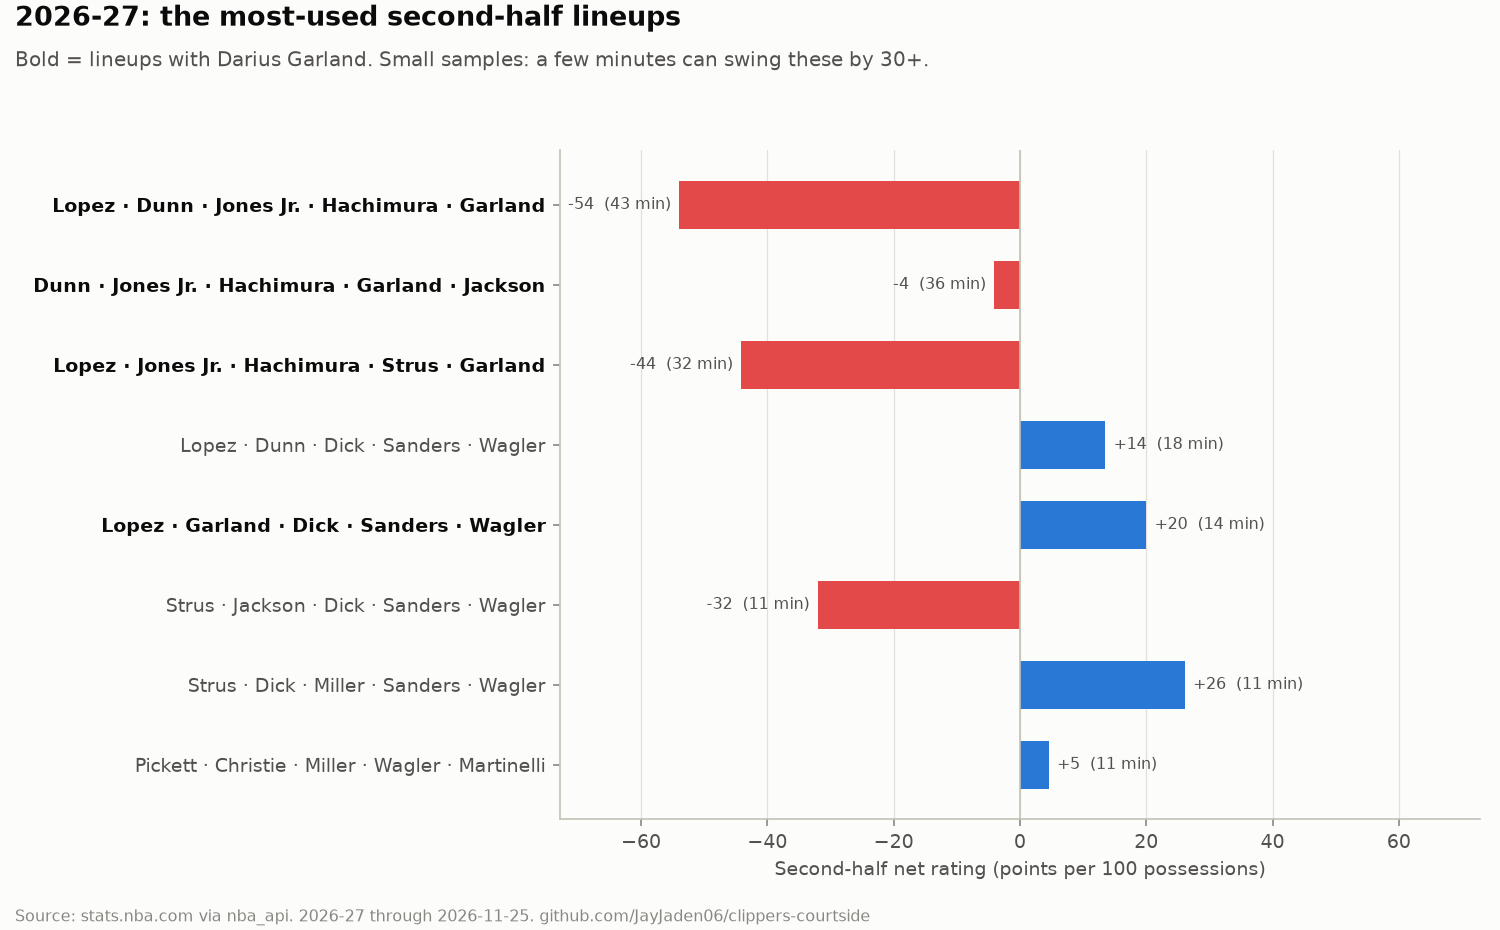 2026-27: the most-used second-half lineups
Bold = lineups with Darius Garland. Small samples: a few minutes can swing these by 30+.
Lopez · Dunn · Jones Jr. · Hachimura · Garland
-54 (43 min)
Dunn · Jones Jr. · Hachimura · Garland · Jackson
-4 (36 min)
Lopez · Jones Jr. · Hachimura · Strus · Garland
-44 (32 min)
Lopez · Dunn · Dick · Sanders · Wagler
+14 (18 min)
Lopez · Garland · Dick · Sanders · Wagler
+20 (14 min)
Strus · Jackson · Dick · Sanders · Wagler
-32 (11 min)
Strus · Dick · Miller · Sanders · Wagler
+26 (11 min)
Pickett · Christie · Miller · Wagler · Martinelli
+5 (11 min)
−60 −40 −20 0 20 40 60
Second-half net rating (points per 100 possessions)
Source: stats.nba.com via nba_api. 2026-27 through 2026-11-25. github.com/JayJaden06/clippers-courtside